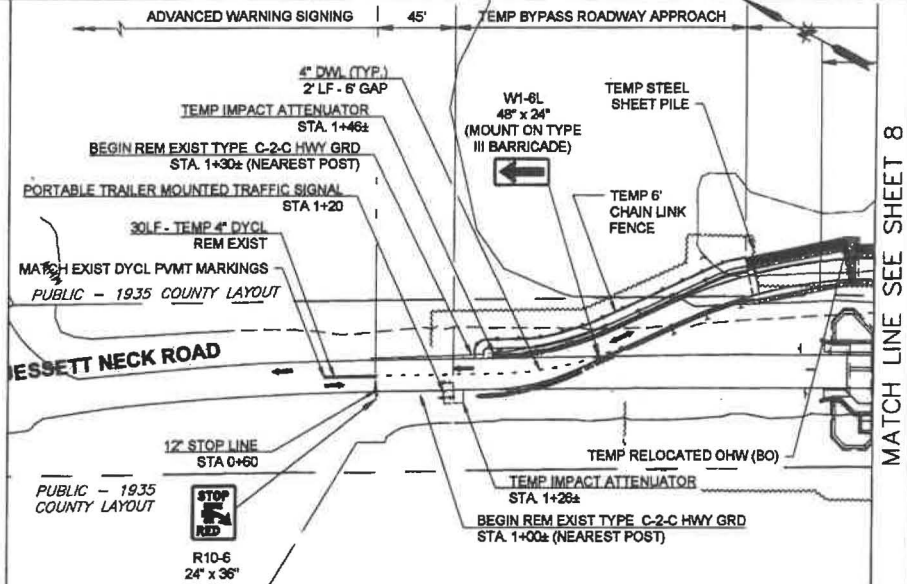 ADVANCED WARNING SIGNING
45'
TEMP BYPASS ROADWAY APPROACH
4" DWL (TYP.)
2' LF - 6' GAP
TEMP IMPACT ATTENUATOR
STA. 1+46±
BEGIN REM EXIST TYPE C-2-C HWY GRD
STA. 1+30± (NEAREST POST)
PORTABLE TRAILER MOUNTED TRAFFIC SIGNAL
STA 1+20
30LF - TEMP 4" DYCL
REM EXIST
MATCH EXIST DYCL PVMT MARKINGS
PUBLIC - 1935 COUNTY LAYOUT
W1-6L
48" x 24"
(MOUNT ON TYPE
III BARRICADE)
TEMP STEEL
SHEET PILE
TEMP 6'
CHAIN LINK
FENCE
MATCH LINE SEE SHEET 8
ESSETT NECK ROAD
12" STOP LINE
STA 0+60
PUBLIC - 1935
COUNTY LAYOUT
STOP
RED
R10-6
24" x 36"
TEMP RELOCATED OHW (BO)
TEMP IMPACT ATTENUATOR
STA. 1+26±
BEGIN REM EXIST TYPE C-2-C HWY GRD
STA. 1+00± (NEAREST POST)